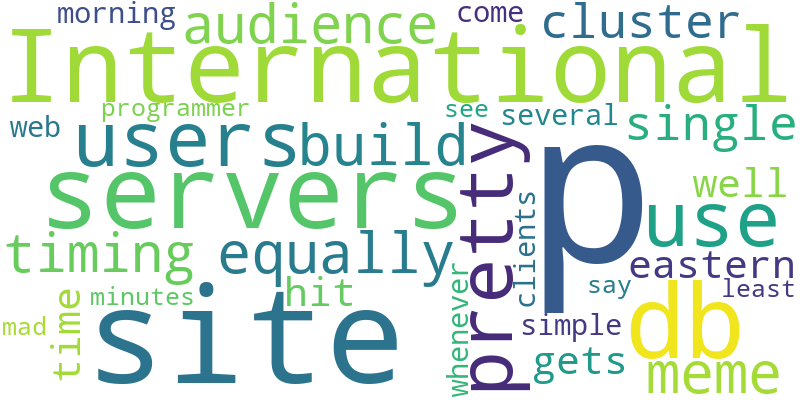 morning
audience
come
cluster
International
programmer
see
several
web
users
build
single
pretty
p
servers
well
use
clients
timing
equally
eastern
whenever
say
least
minutes
hit
site
db
time
mad
simple
gets
meme